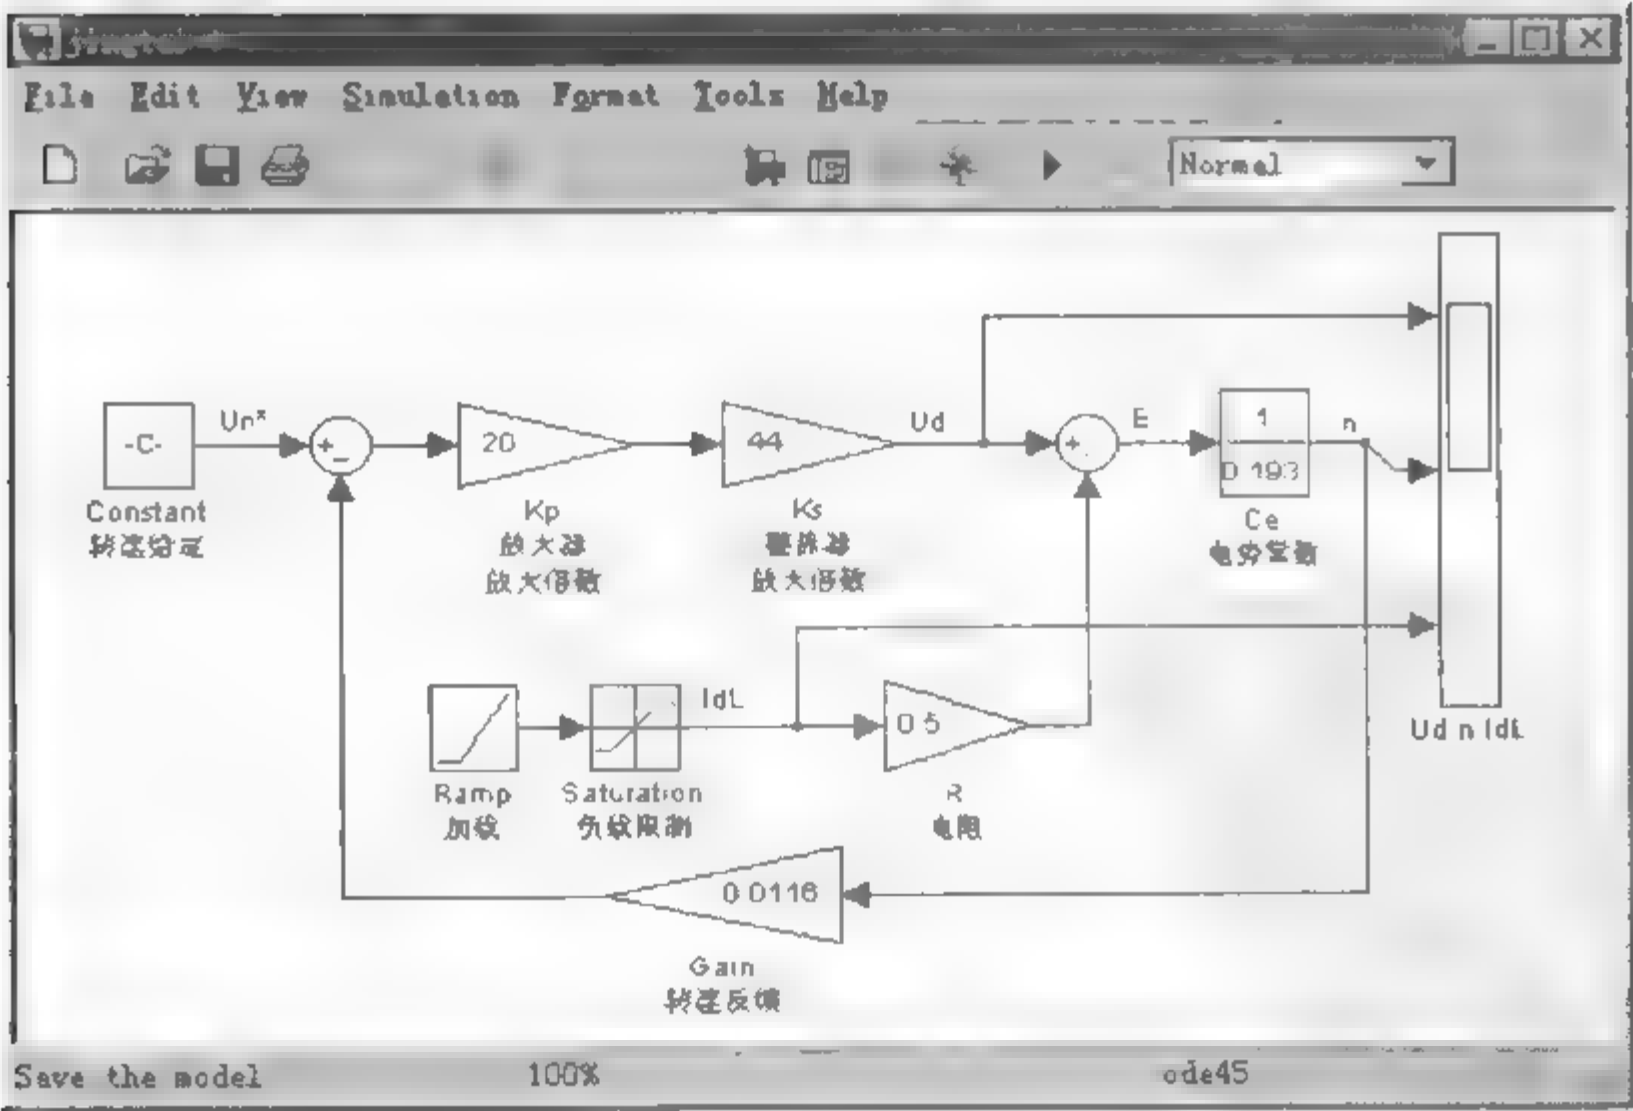 File Edit View Simulation Format Tools Help
Normal
Un*
-C-
Constant
转速给定
+
-
20
Kp
放大器
放大倍数
44
Ks
整流器
放大倍数
Ud
+
E
1
0.193
Ce
电势常数
n
Ud n IdL
Ramp
加载
Saturation
负载限制
IdL
0.5
R
电阻
0.0116
Gain
转速反馈
Save the model
100%
ode45